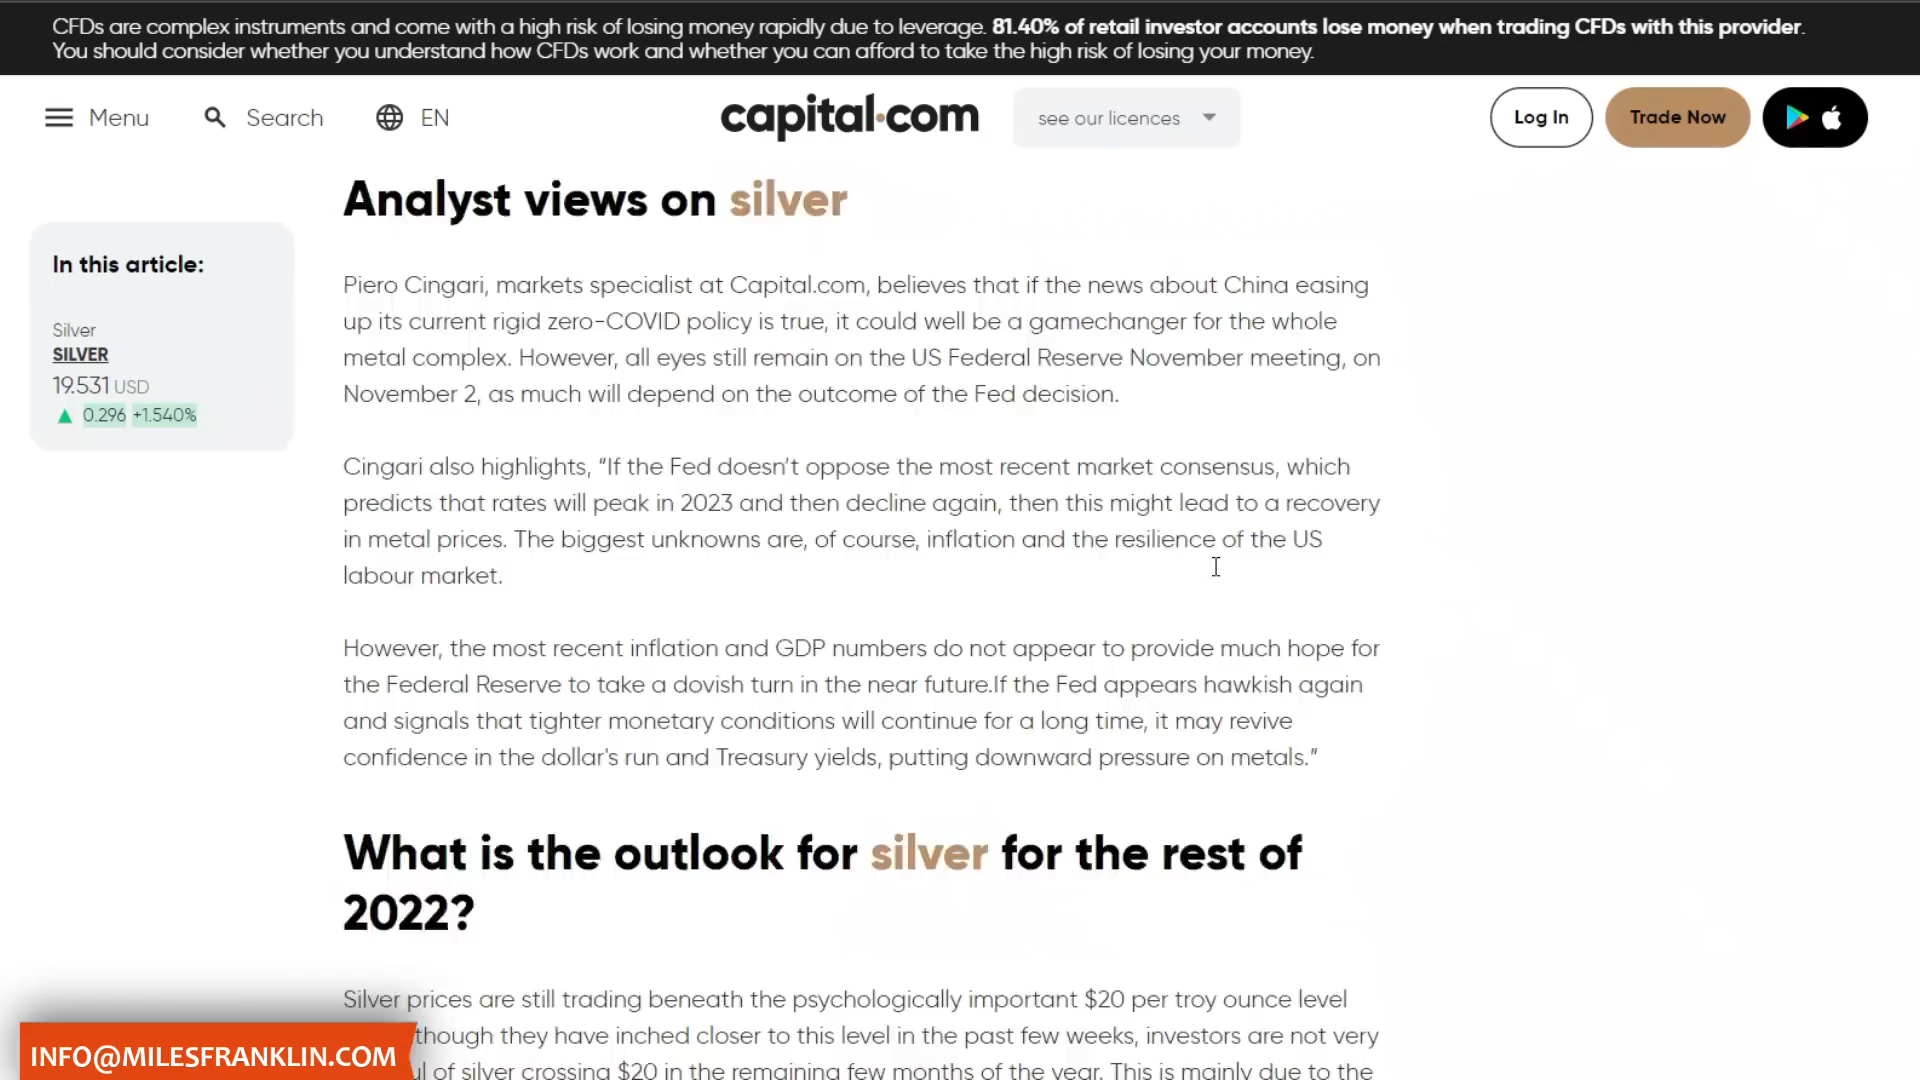 CFDs are complex instruments and come with a high risk of losing money rapidly due to leverage. 81.40% of retail investor accounts lose money when trading CFDs with this provider.
You should consider whether you understand how CFDs work and whether you can afford to take the high risk of losing your money.
Menu
Search
EN
capital.com
see our licences
Log In
Trade Now
Analyst views on silver
In this article:
Silver
SILVER
19.531 USD
0.296 +1.540%
Piero Cingari, markets specialist at Capital.com, believes that if the news about China easing
up its current rigid zero-COVID policy is true, it could well be a gamechanger for the whole
metal complex. However, all eyes still remain on the US Federal Reserve November meeting, on
November 2, as much will depend on the outcome of the Fed decision.
Cingari also highlights, “If the Fed doesn’t oppose the most recent market consensus, which
predicts that rates will peak in 2023 and then decline again, then this might lead to a recovery
in metal prices. The biggest unknowns are, of course, inflation and the resilience of the US
labour market.
However, the most recent inflation and GDP numbers do not appear to provide much hope for
the Federal Reserve to take a dovish turn in the near future.If the Fed appears hawkish again
and signals that tighter monetary conditions will continue for a long time, it may revive
confidence in the dollar's run and Treasury yields, putting downward pressure on metals.”
What is the outlook for silver for the rest of
2022?
Silver prices are still trading beneath the psychologically important $20 per troy ounce level
though they have inched closer to this level in the past few weeks, investors are not very
of silver crossing $20 in the remaining few months of the year. This is mainly due to the
INFO@MILESFRANKLIN.COM